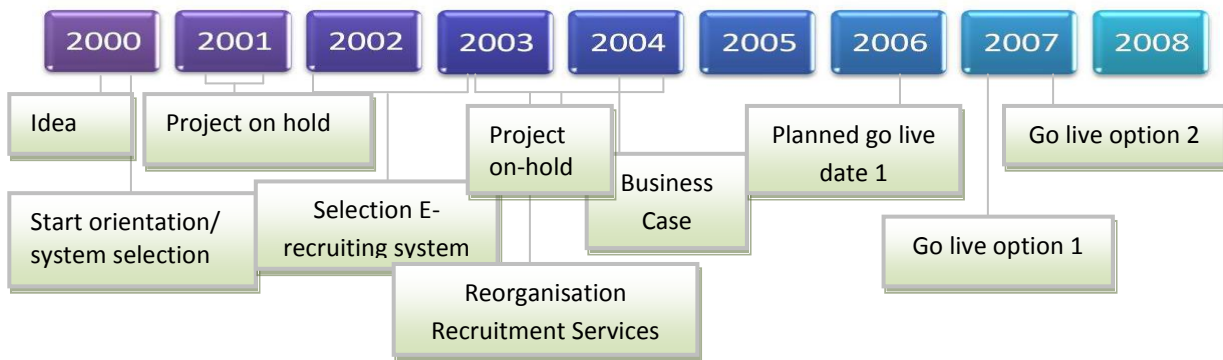 2000 2001 2002 2003 2004 2005 2006 2007 2008
Idea
Project on hold
Project
on-hold
Planned go live
date 1
Go live option 2
Start orientation/
system selection
Selection E-
recruiting system
Business
Case
Go live option 1
Reorganisation
Recruitment Services